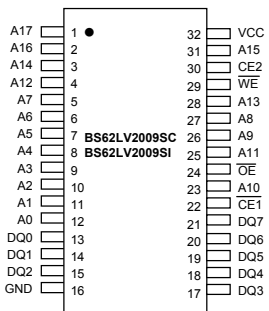 A17 1 32 VCC
A16 2 31 A15
A14 3 30 CE2
A12 4 29 WE
A7 5 28 A13
A6 6 27 A8
A5 7 BS62LV2009SC 26 A9
A4 8 BS62LV2009SI 25 A11
A3 9 24 OE
A2 10 23 A10
A1 11 22 CE1
A0 12 21 DQ7
DQ0 13 20 DQ6
DQ1 14 19 DQ5
DQ2 15 18 DQ4
GND 16 17 DQ3